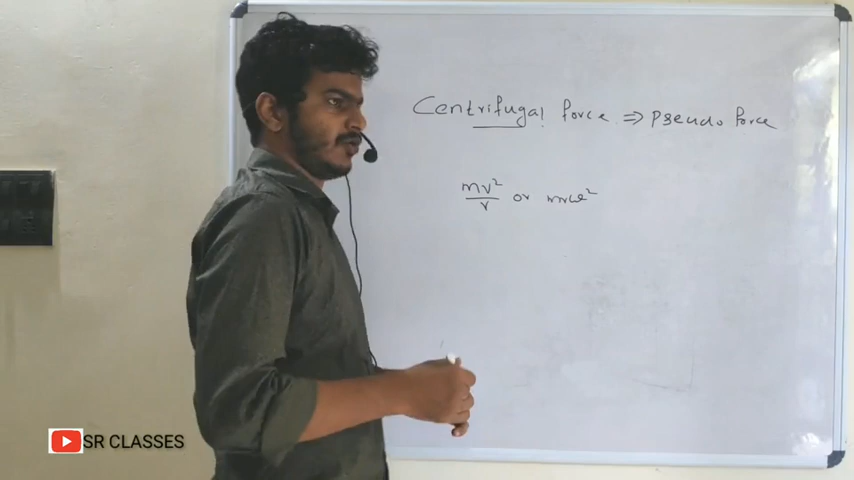 Centrifugal force ⇒ Pseudo force
mv²/r or mrω²
SR CLASSES